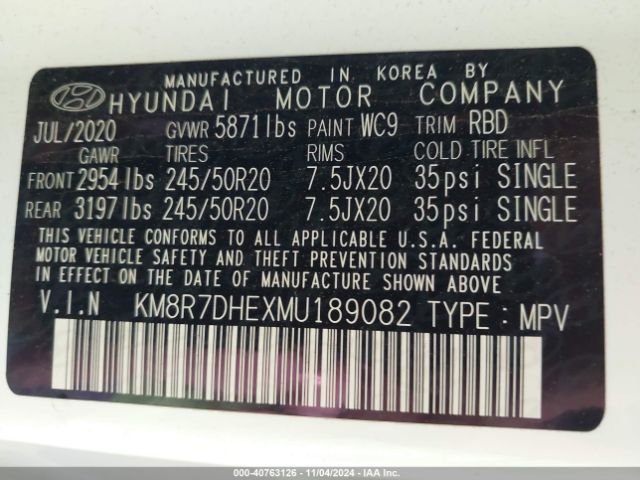 MANUFACTURED IN KOREA BY
HYUNDAI MOTOR COMPANY
JUL/2020 GVWR 5871lbs PAINT WC9 TRIM RBD
GAWR TIRES RIMS COLD TIRE INFL
FRONT 2954lbs 245/50R20 7.5JX20 35psi SINGLE
REAR 3197lbs 245/50R20 7.5JX20 35psi SINGLE
THIS VEHICLE CONFORMS TO ALL APPLICABLE U.S.A. FEDERAL
MOTOR VEHICLE SAFETY AND THEFT PREVENTION STANDARDS
IN EFFECT ON THE DATE OF MANUFACTURE SHOWN ABOVE.
V.I.N KM8R7DHEXMU189082 TYPE : MPV
000-40763126 - 11/04/2024 - IAA, LLC